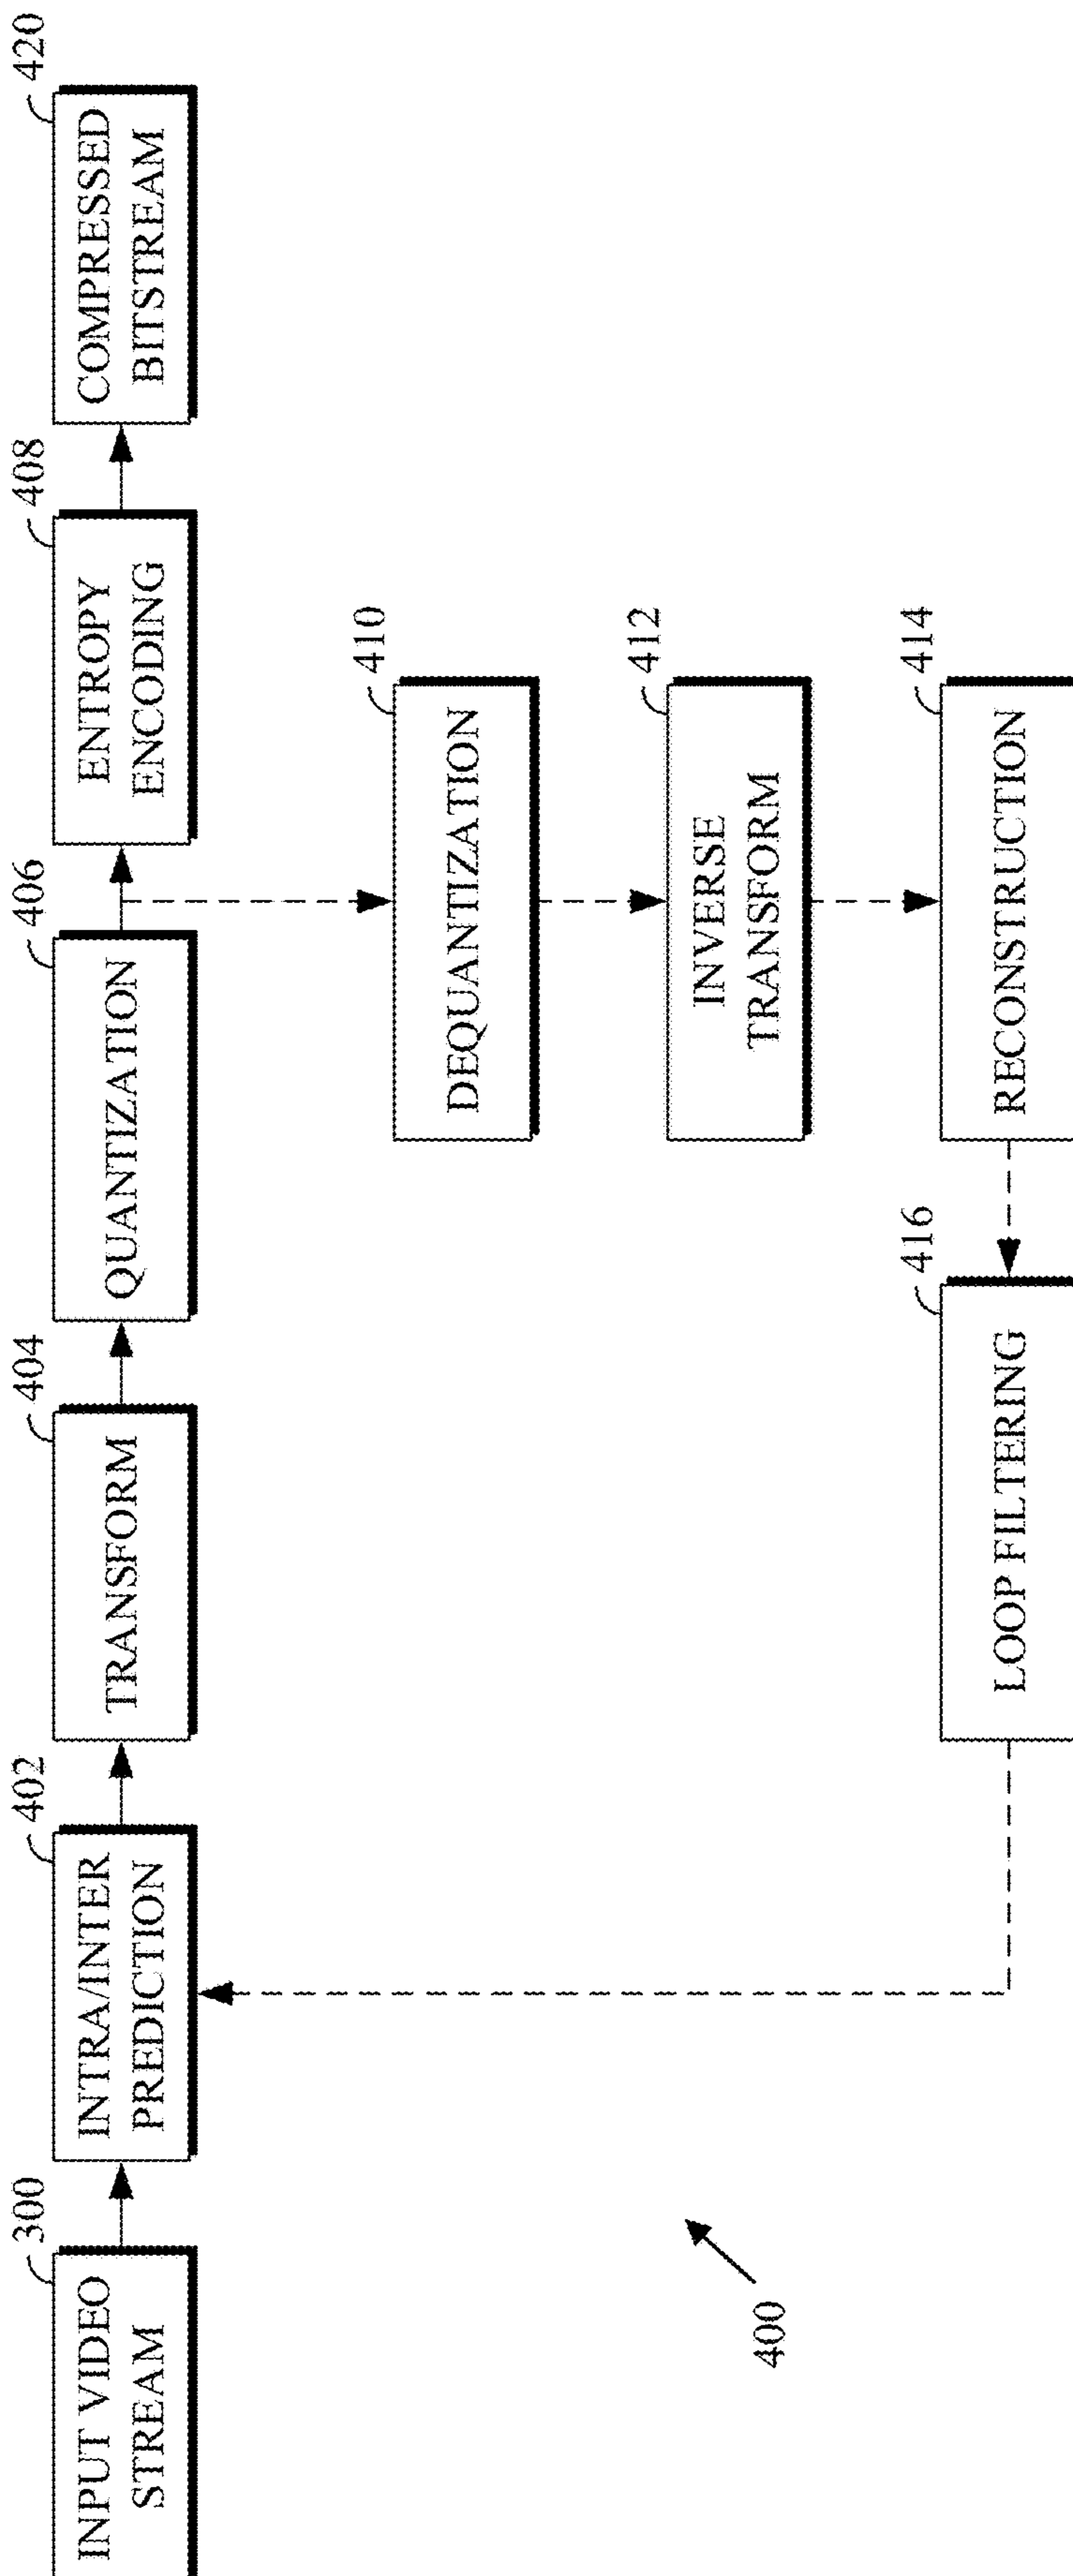 300
INPUT VIDEO
STREAM
402
INTRA/INTER
PREDICTION
404
TRANSFORM
406
QUANTIZATION
408
ENTROPY
ENCODING
420
COMPRESSED
BITSTREAM
410
DEQUANTIZATION
412
INVERSE
TRANSFORM
414
RECONSTRUCTION
416
LOOP FILTERING
400